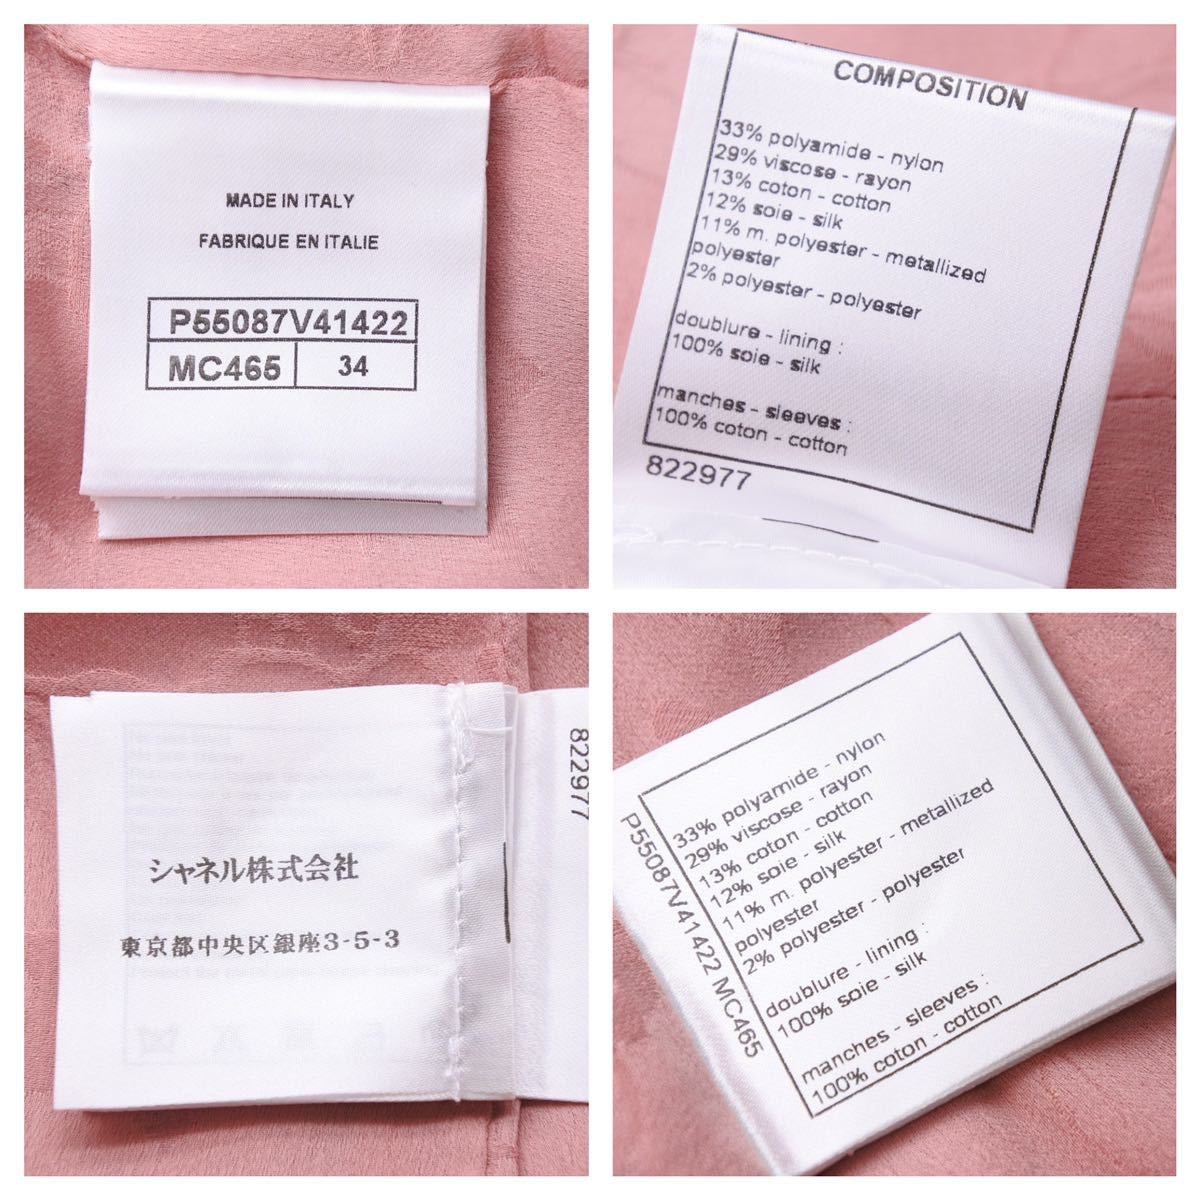 MADE IN ITALY
FABRIQUE EN ITALIE
P55087V41422
MC465 34
COMPOSITION
33% polyamide - nylon
29% viscose - rayon
13% coton - cotton
12% soie - silk
11% m. polyester - metallized
polyester
2% polyester - polyester
doublure - lining :
100% soie - silk
manches - sleeves :
100% coton - cotton
822977
シャネル株式会社
東京都中央区銀座3-5-3
822977
33% polyamide - nylon
29% viscose - rayon
13% coton - cotton
12% soie - silk
11% m. polyester - metallized
polyester
2% polyester - polyester
doublure - lining :
100% soie - silk
manches - sleeves :
100% coton - cotton
P55087V41422 MC465